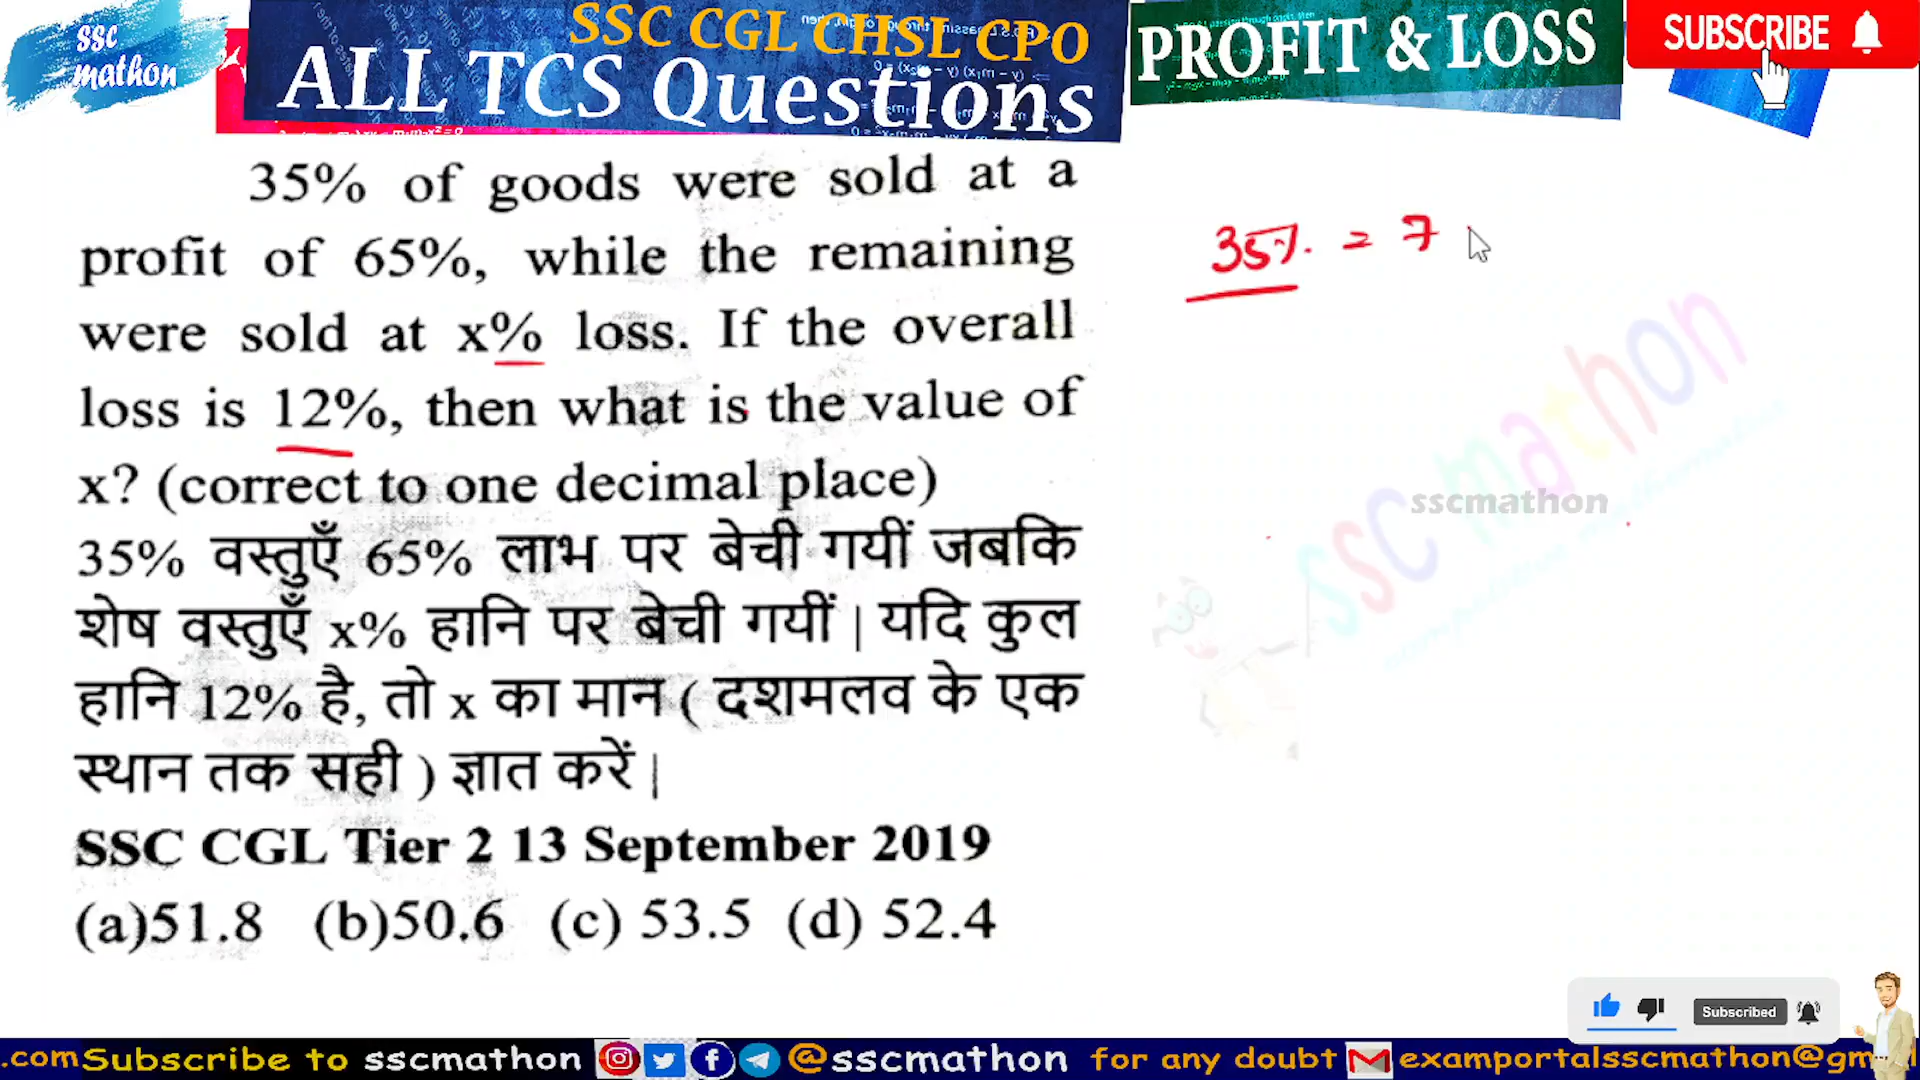 ssc
mathon
SSC CGL CHSL CPO
ALL TCS Questions
PROFIT & LOSS
SUBSCRIBE
35% of goods were sold at a
profit of 65%, while the remaining
were sold at x% loss. If the overall
loss is 12%, then what is the value of
x? (correct to one decimal place)
35% वस्तुएँ 65% लाभ पर बेची गयीं जबकि
शेष वस्तुएँ x% हानि पर बेची गयीं | यदि कुल
हानि 12% है, तो x का मान ( दशमलव के एक
स्थान तक सही ) ज्ञात करें |
SSC CGL Tier 2 13 September 2019
(a)51.8 (b)50.6 (c) 53.5 (d) 52.4
35% = 7
ssc mathon
sscmathon
Subscribed
.com Subscribe to sscmathon @sscmathon for any doubt examportalsscmathon@gm